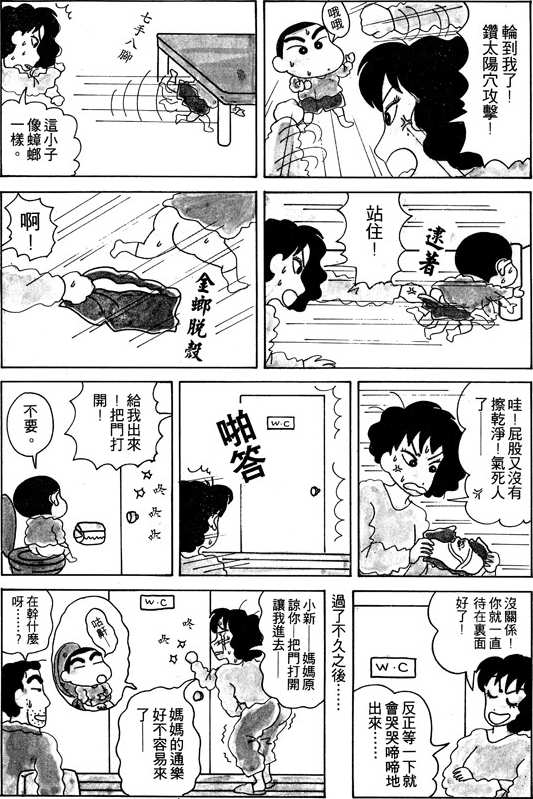 輪到我了！
鑽太陽穴攻擊！
哦
哦
七手八腳
這小子
像蟑螂
一樣。
逮著
站住！
金螂脫殼
啊！
哇！屁股又沒有
擦乾淨！氣死人
了——
W·C
啪答
給我出來
！把門打
開！
不要。
咚
咚
沒關係！
你就一直
待在裏面
好了！
W·C
反正等一下就
會哭哭啼啼地
出來……
過了不久之後……
小新——媽媽原
諒你！把門打開
讓我進去——
咚
咚
W·C
媽媽的通樂
好不容易來
了——
咕鼾
在幹什麼
呀……？